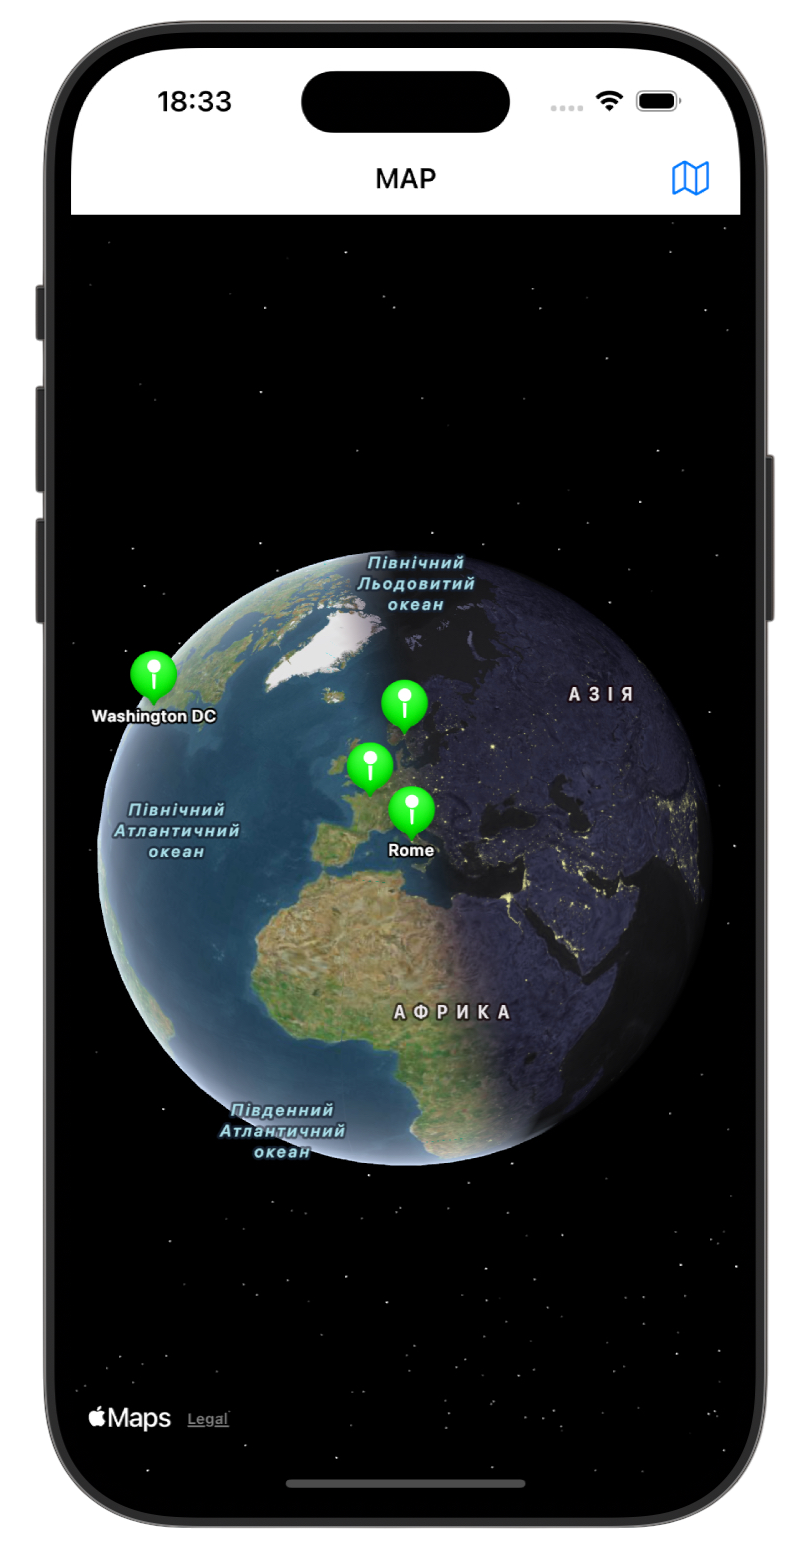 18:33
MAP
Північний
Льодовитий
океан
АЗІЯ
Washington DC
Північний
Атлантичний
океан
Rome
АФРИКА
Південний
Атлантичний
океан
Maps Legal